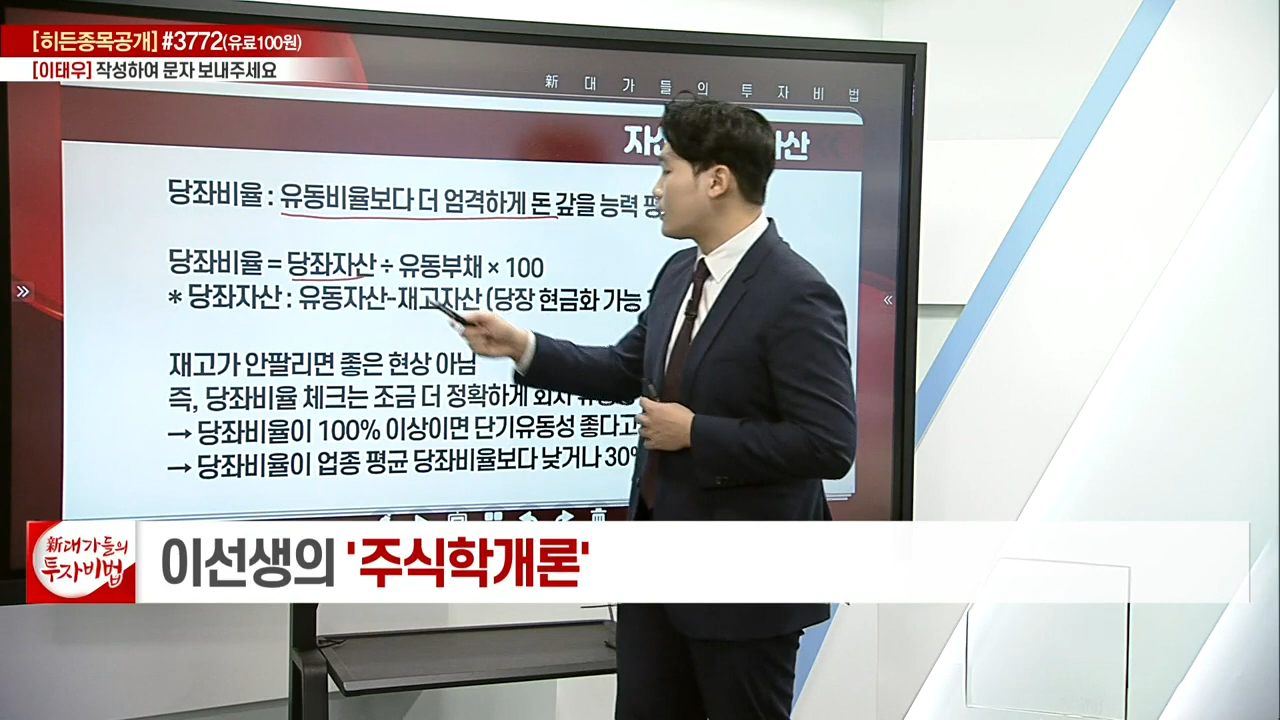 [히든종목공개] #3772(유료100원)
[이태우] 작성하여 문자 보내주세요
新 대 가 들 의 투 자 비 법
당좌비율 : 유동비율보다 더 엄격하게 돈 갚을 능력
당좌비율 = 당좌자산 ÷ 유동부채 × 100
* 당좌자산 : 유동자산-재고자산 (당장 현금화 가능
재고가 안팔리면 좋은 현상 아님
즉, 당좌비율 체크는 조금 더 정확하게 회사
→ 당좌비율이 100% 이상이면 단기유동성 좋다고
→ 당좌비율이 업종 평균 당좌비율보다 낮거나 30%
新대가들의
투자비법
이선생의 '주식학개론'